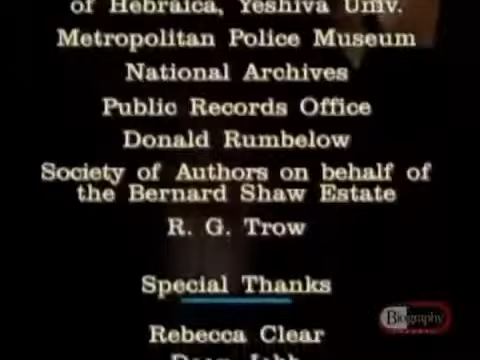 of Hebraica, Yeshiva Univ.
Metropolitan Police Museum
National Archives
Public Records Office
Donald Rumbelow
Society of Authors on behalf of
the Bernard Shaw Estate
R. G. Trow
Special Thanks
Biography
Rebecca Clear